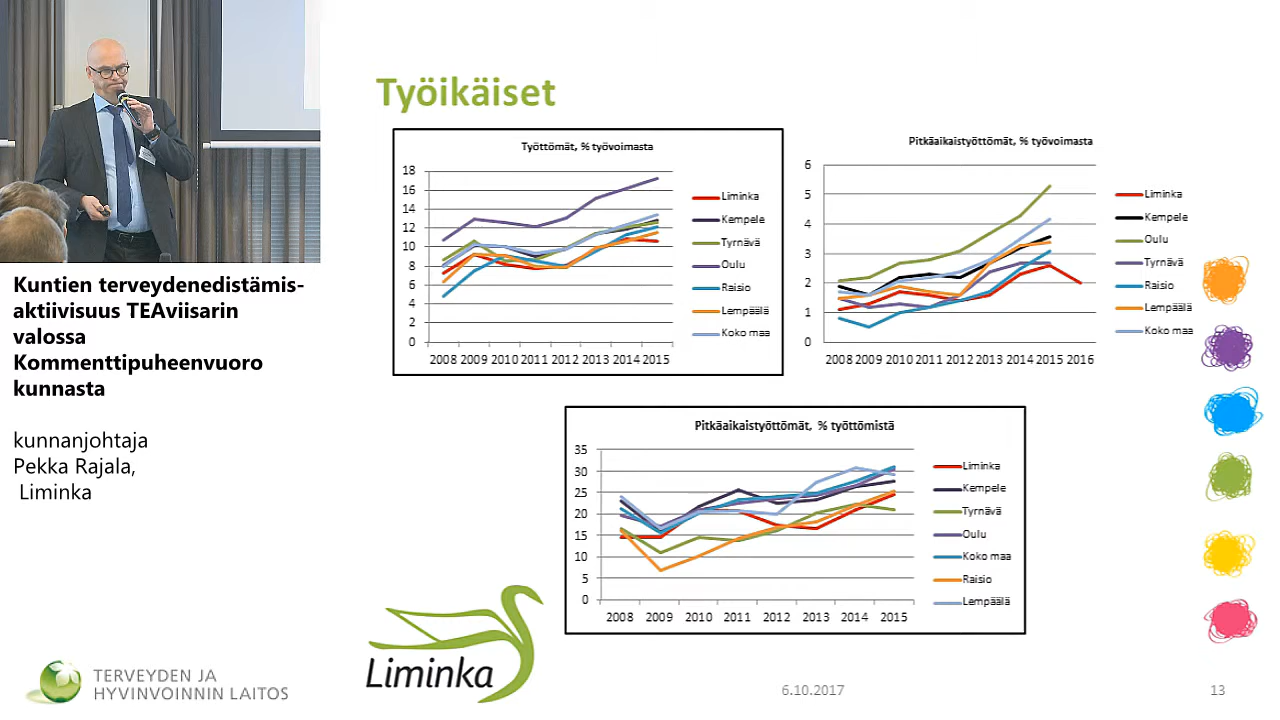 Työikäiset
Työttömät, % työvoimasta
18
16
14
12
10
8
6
4
2
0
2008 2009 2010 2011 2012 2013 2014 2015
Liminka
Kempele
Tyrnävä
Oulu
Raisio
Lempäälä
Koko maa
Pitkäaikaistyöttömät, % työvoimasta
6
5
4
3
2
1
0
2008 2009 2010 2011 2012 2013 2014 2015 2016
Liminka
Kempele
Oulu
Tyrnävä
Raisio
Lempäälä
Koko maa
Kuntien terveydenedistämis-
aktiivisuus TEAviisarin
valossa
Kommenttipuheenvuoro
kunnasta
kunnanjohtaja
Pekka Rajala,
Liminka
Pitkäaikaistyöttömät, % työttömistä
35
30
25
20
15
10
5
0
2008 2009 2010 2011 2012 2013 2014 2015
Liminka
Kempele
Tyrnävä
Oulu
Koko maa
Raisio
Lempäälä
TERVEYDEN JA
HYVINVOINNIN LAITOS
Liminka
6.10.2017
13